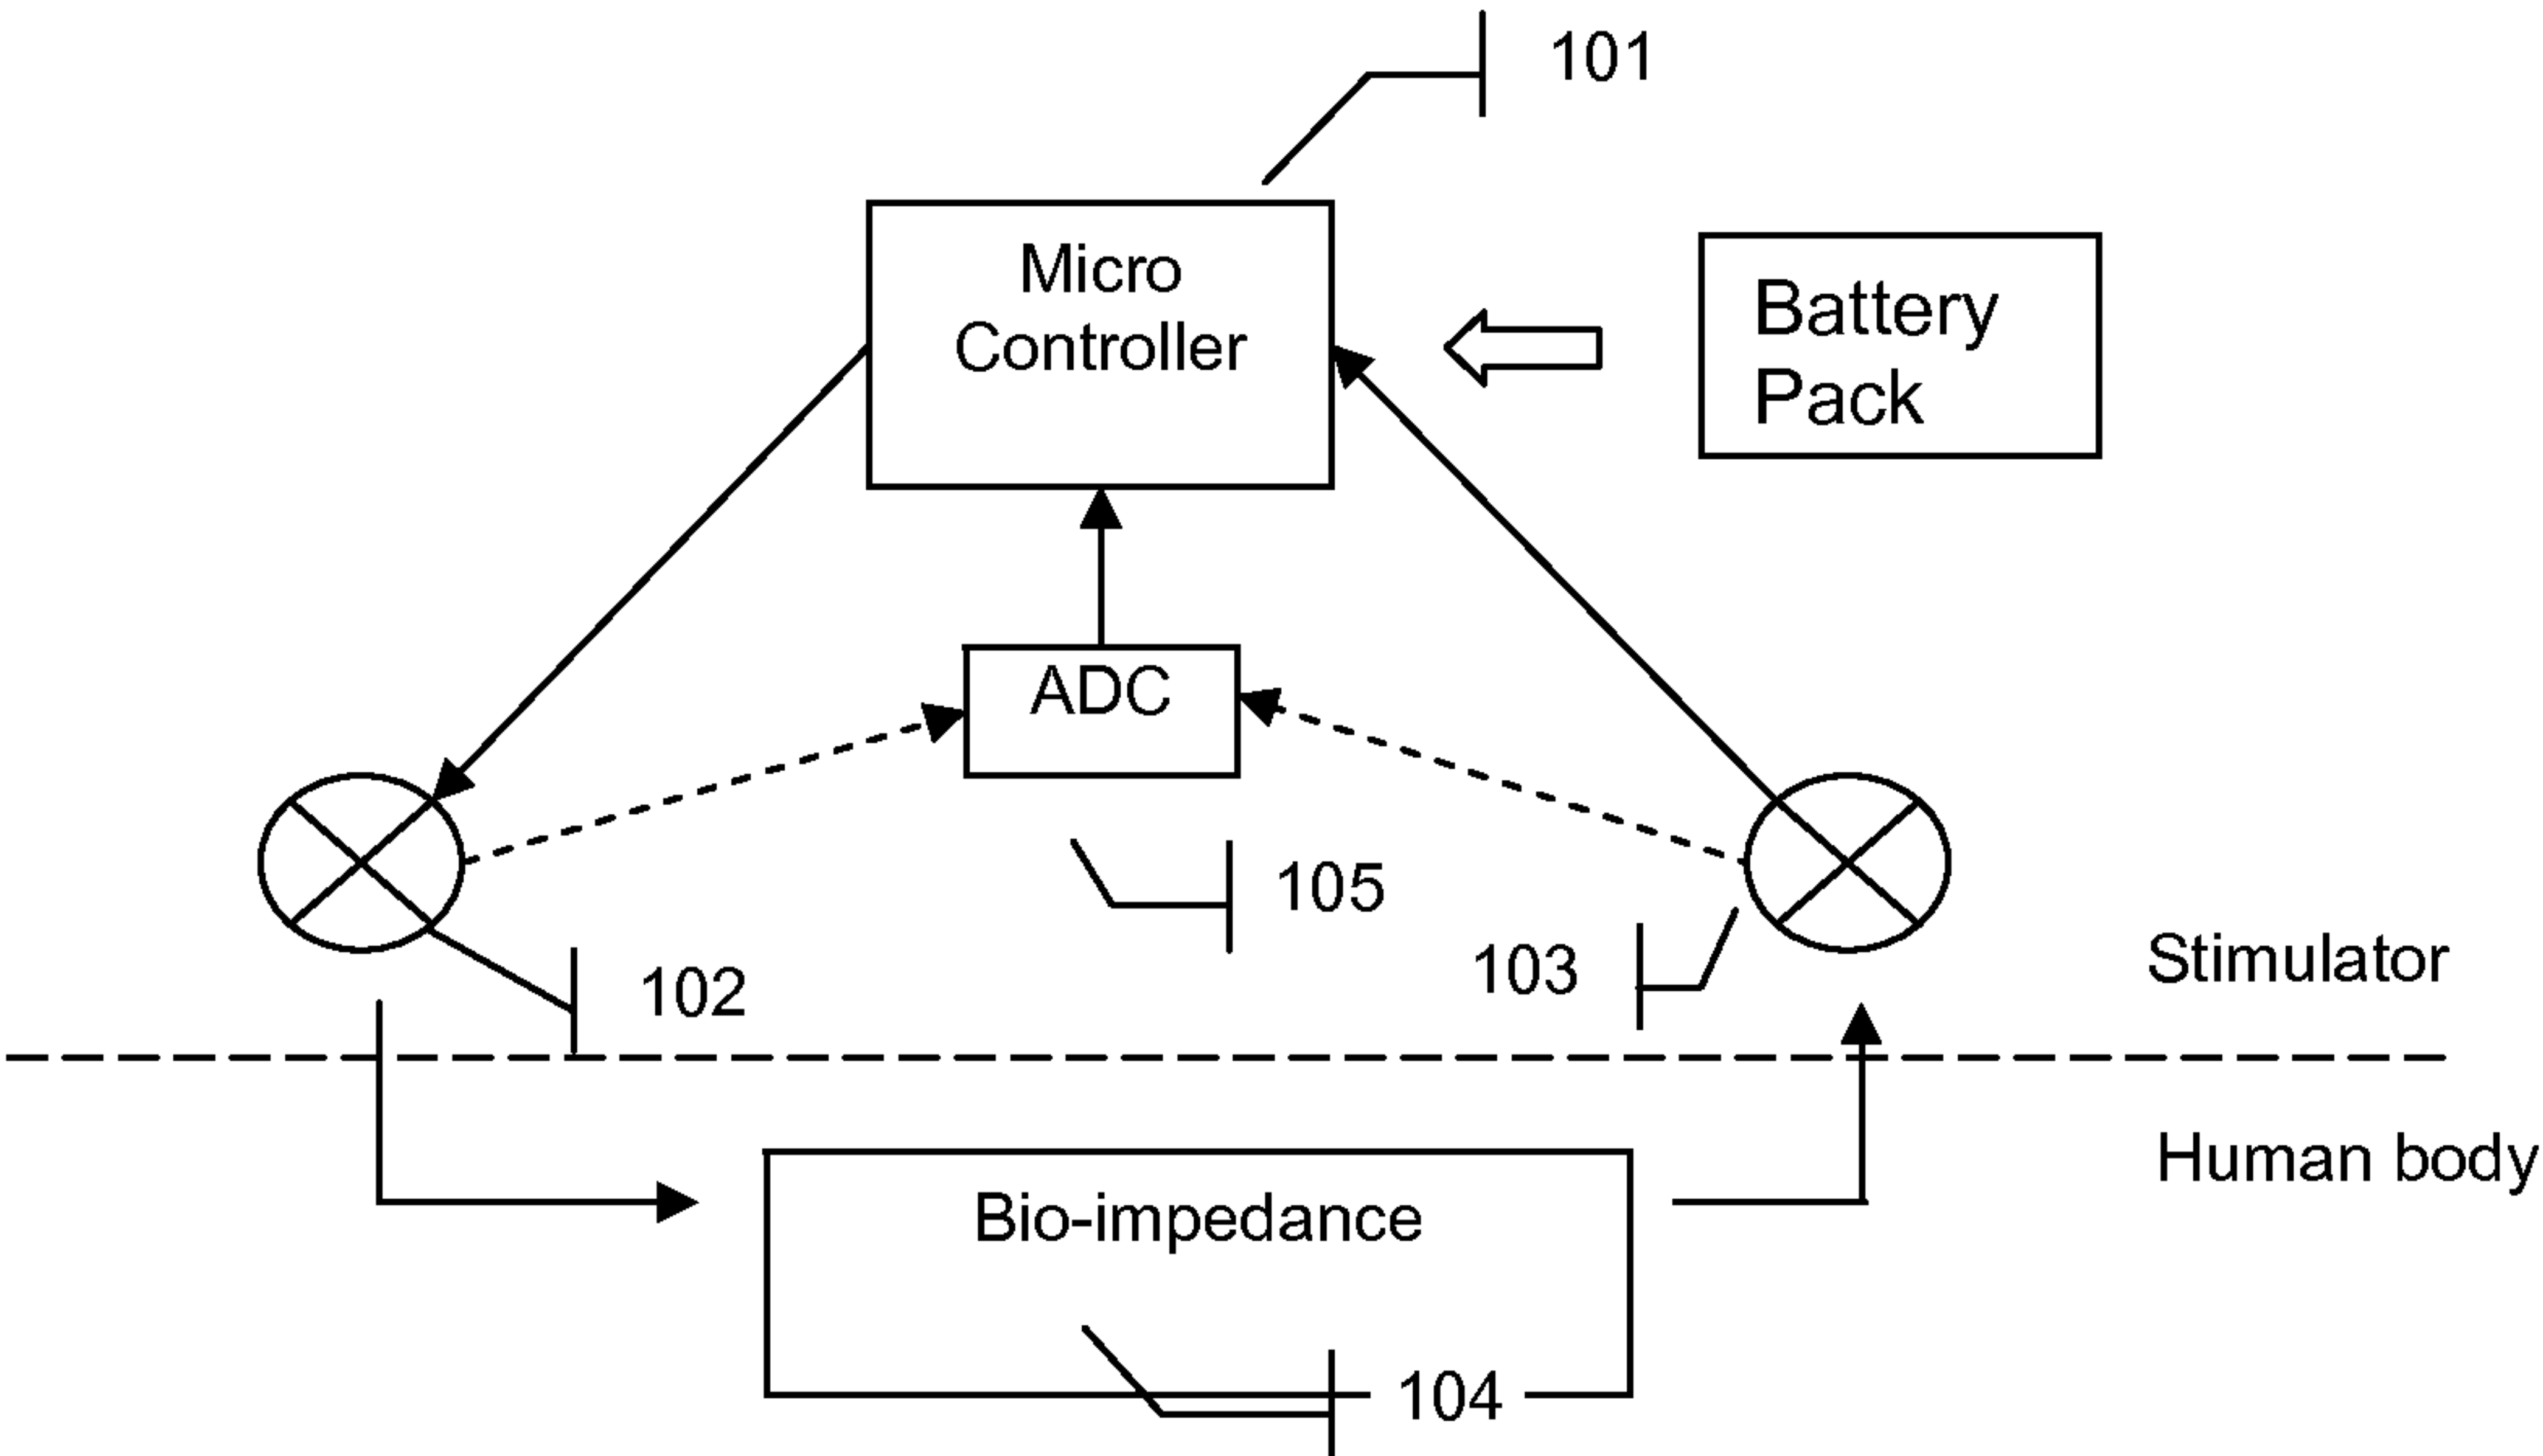 101
Micro
Controller
Battery
Pack
ADC
105
102
103
Stimulator
Human body
Bio-impedance
104